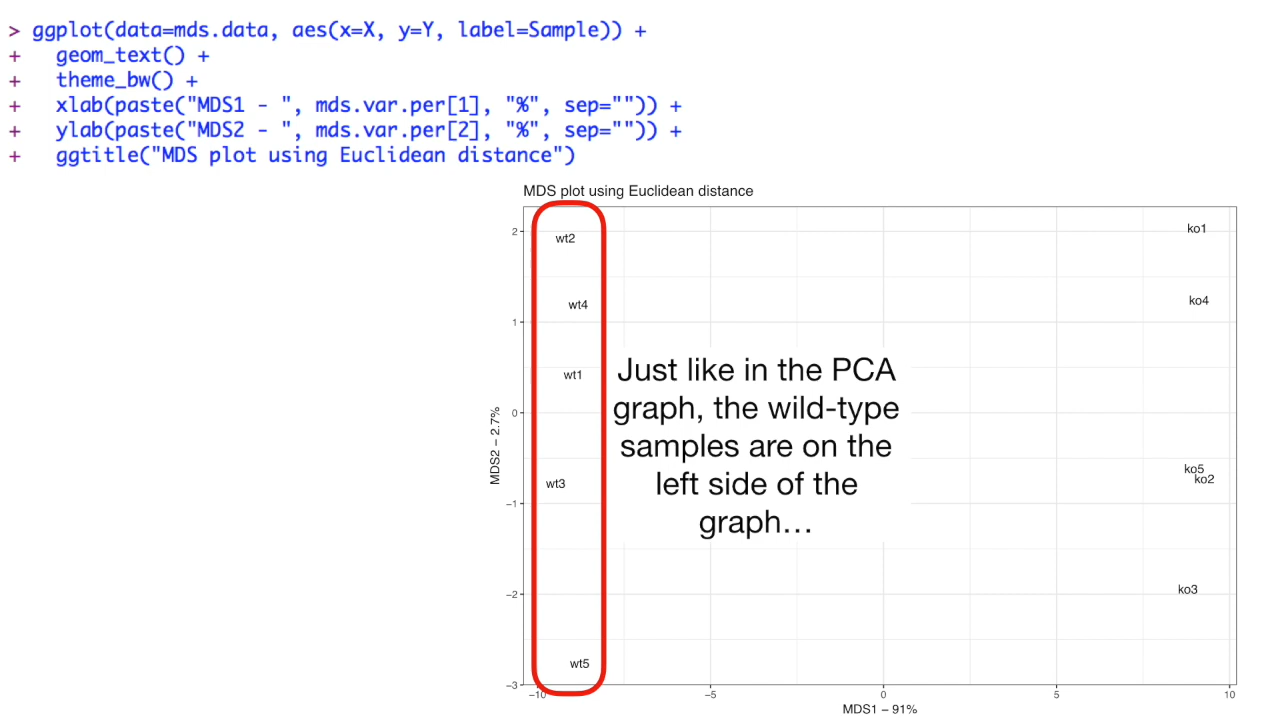 > ggplot(data=mds.data, aes(x=X, y=Y, label=Sample)) +
+   geom_text() +
+   theme_bw() +
+   xlab(paste("MDS1 - ", mds.var.per[1], "%", sep="")) +
+   ylab(paste("MDS2 - ", mds.var.per[2], "%", sep="")) +
+   ggtitle("MDS plot using Euclidean distance")
MDS plot using Euclidean distance
2
wt2
ko1
wt4
ko4
1
Just like in the PCA
wt1
graph, the wild-type
0
samples are on the
MDS2 – 2.7%
ko5
ko2
wt3
left side of the
−1
graph…
ko3
−2
wt5
−3
−10
−5
0
5
10
MDS1 – 91%